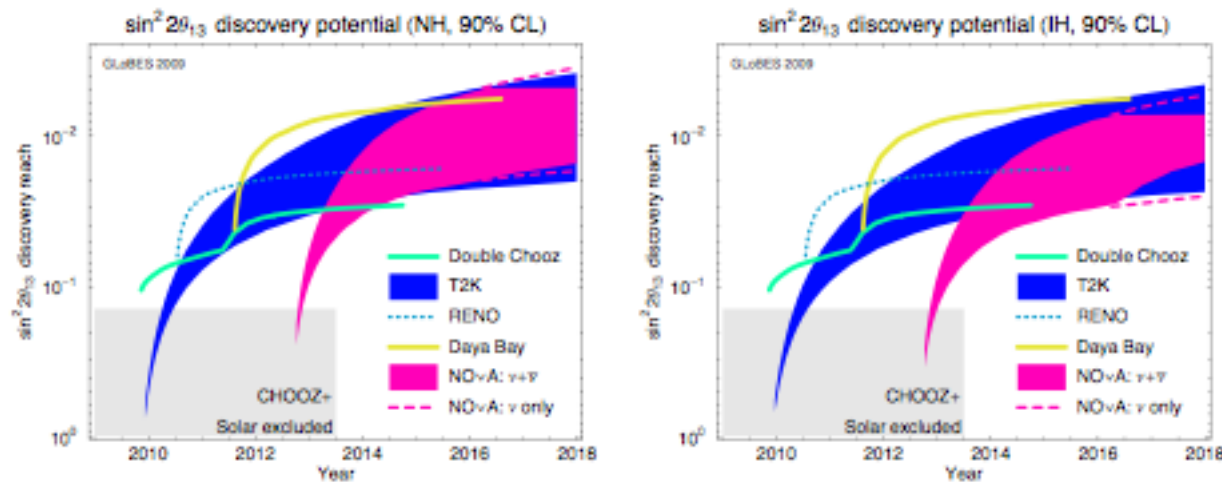 sin² 2θ₁₃ discovery potential (NH, 90% CL)
GLoBES 2009
sin² 2θ₁₃ discovery reach
10⁻²
10⁻¹
10⁰
Double Chooz
T2K
RENO
Daya Bay
NOνA: ν+ν̅
NOνA: ν only
CHOOZ+
Solar excluded
2010 2012 2014 2016 2018
Year
sin² 2θ₁₃ discovery potential (IH, 90% CL)
GLoBES 2009
sin² 2θ₁₃ discovery reach
10⁻²
10⁻¹
10⁰
Double Chooz
T2K
RENO
Daya Bay
NOνA: ν+ν̅
NOνA: ν only
CHOOZ+
Solar excluded
2010 2012 2014 2016 2018
Year